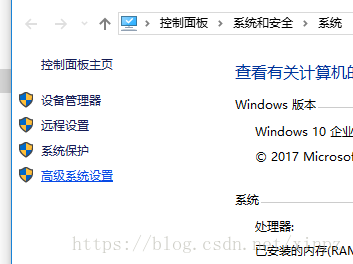 控制面板 系统和安全 系统
控制面板主页
查看有关计算机的
设备管理器
Windows 版本
远程设置
Windows 10 企业
系统保护
© 2017 Microsof
高级系统设置
系统
处理器:
https://blog.csdn.net/
已安装的内存(RAM